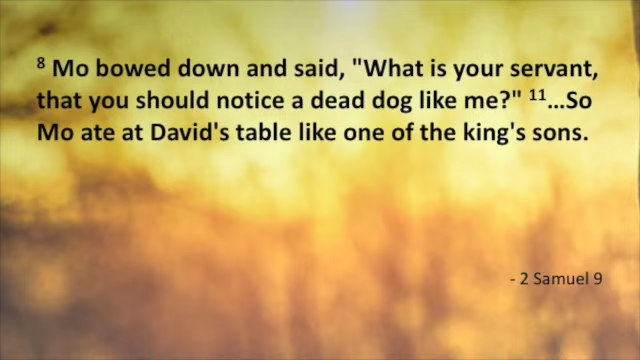 ⁸ Mo bowed down and said, "What is your servant,
that you should notice a dead dog like me?" ¹¹…So
Mo ate at David's table like one of the king's sons.
- 2 Samuel 9